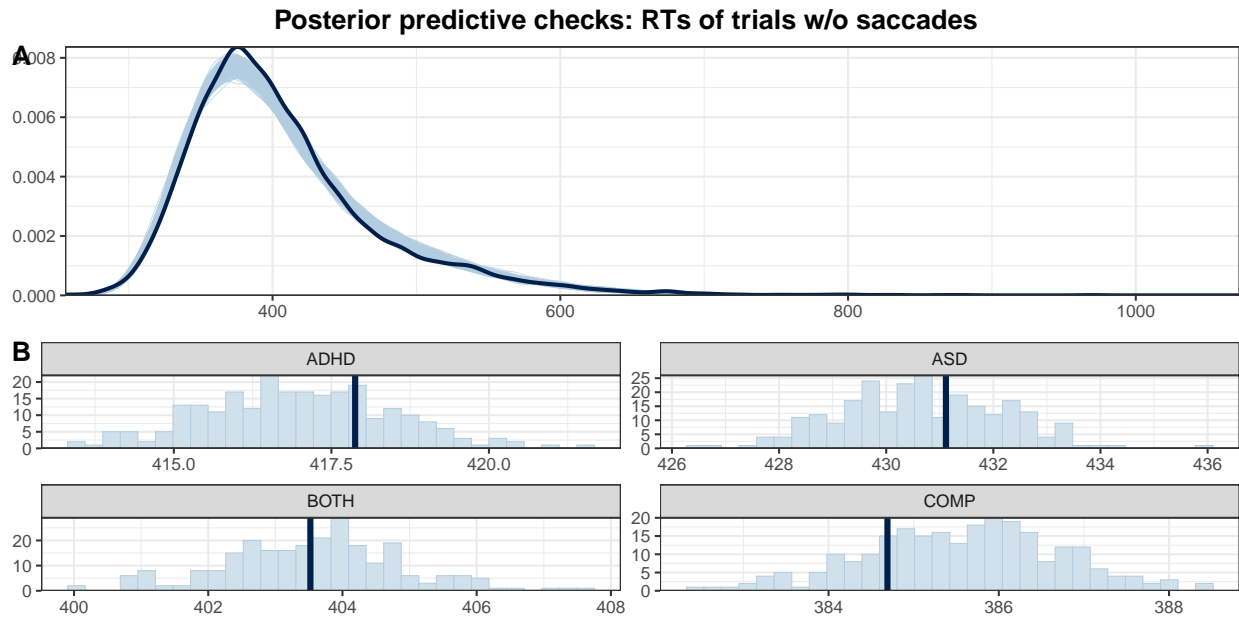 Posterior predictive checks: RTs of trials w/o saccades
A
0.008
0.006
0.004
0.002
0.000
400 600 800 1000
B
ADHD
20
15
10
5
0
415.0 417.5 420.0
ASD
25
20
15
10
5
0
426 428 430 432 434 436
BOTH
20
10
0
400 402 404 406 408
COMP
20
15
10
5
0
384 386 388